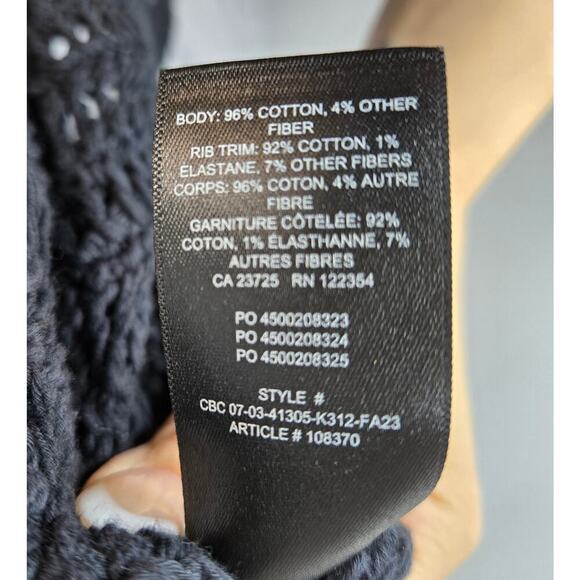 BODY: 96% COTTON, 4% OTHER
FIBER
RIB TRIM: 92% COTTON, 1%
ELASTANE, 7% OTHER FIBERS
CORPS: 96% COTON, 4% AUTRE
FIBRE
GARNITURE CÔTELÉE: 92%
COTON, 1% ÉLASTHANNE, 7%
AUTRES FIBRES
CA 23725 RN 122354
PO 4500208323
PO 4500208324
PO 4500208325
STYLE #
CBC 07-03-41305-K312-FA23
ARTICLE # 108370